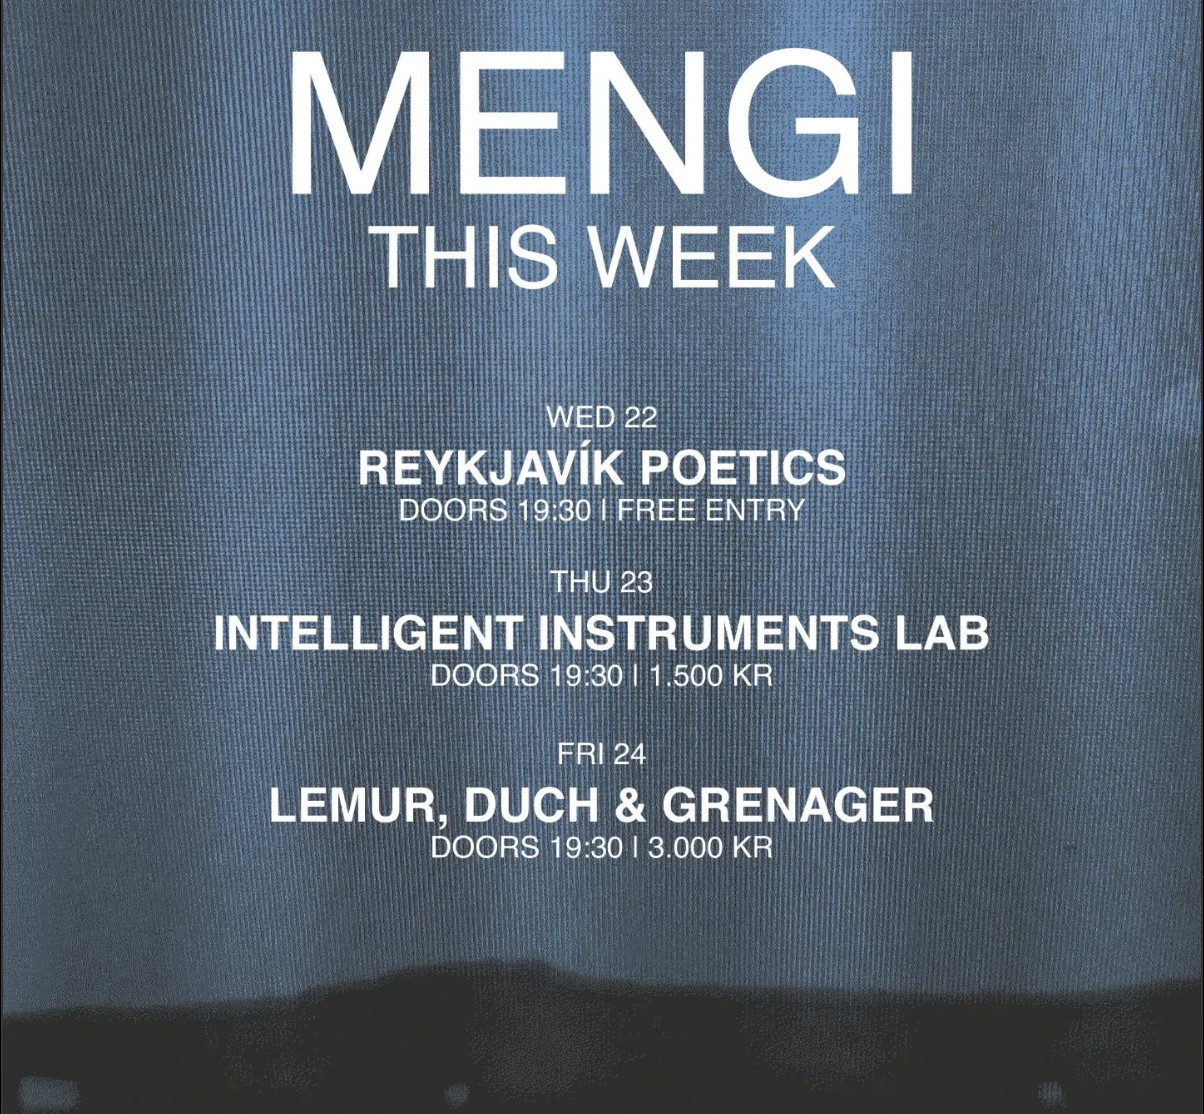 MENGI
THIS WEEK
WED 22
REYKJAVÍK POETICS
DOORS 19:30 | FREE ENTRY
THU 23
INTELLIGENT INSTRUMENTS LAB
DOORS 19:30 | 1.500 KR
FRI 24
LEMUR, DUCH & GRENAGER
DOORS 19:30 | 3.000 KR